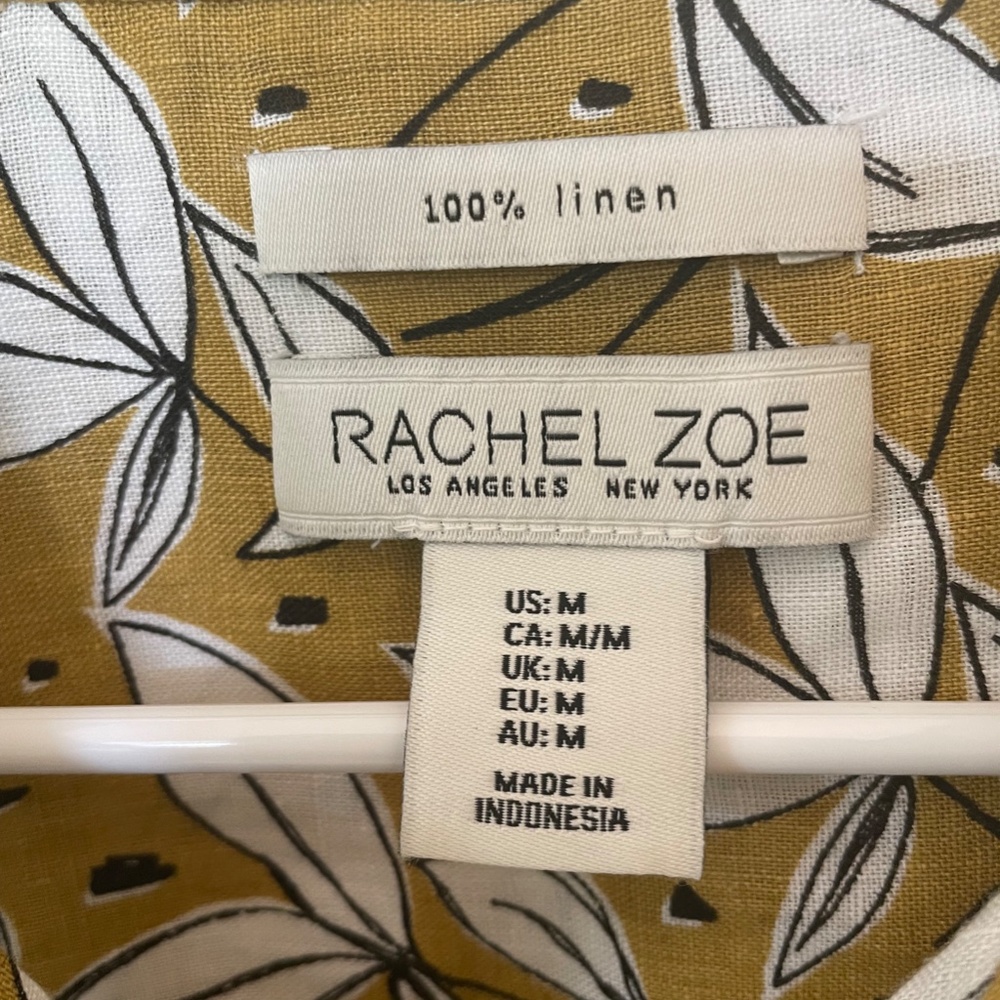 100% linen
RACHEL ZOE
LOS ANGELES NEW YORK
US: M
CA: M/M
UK: M
EU: M
AU: M
MADE IN
INDONESIA